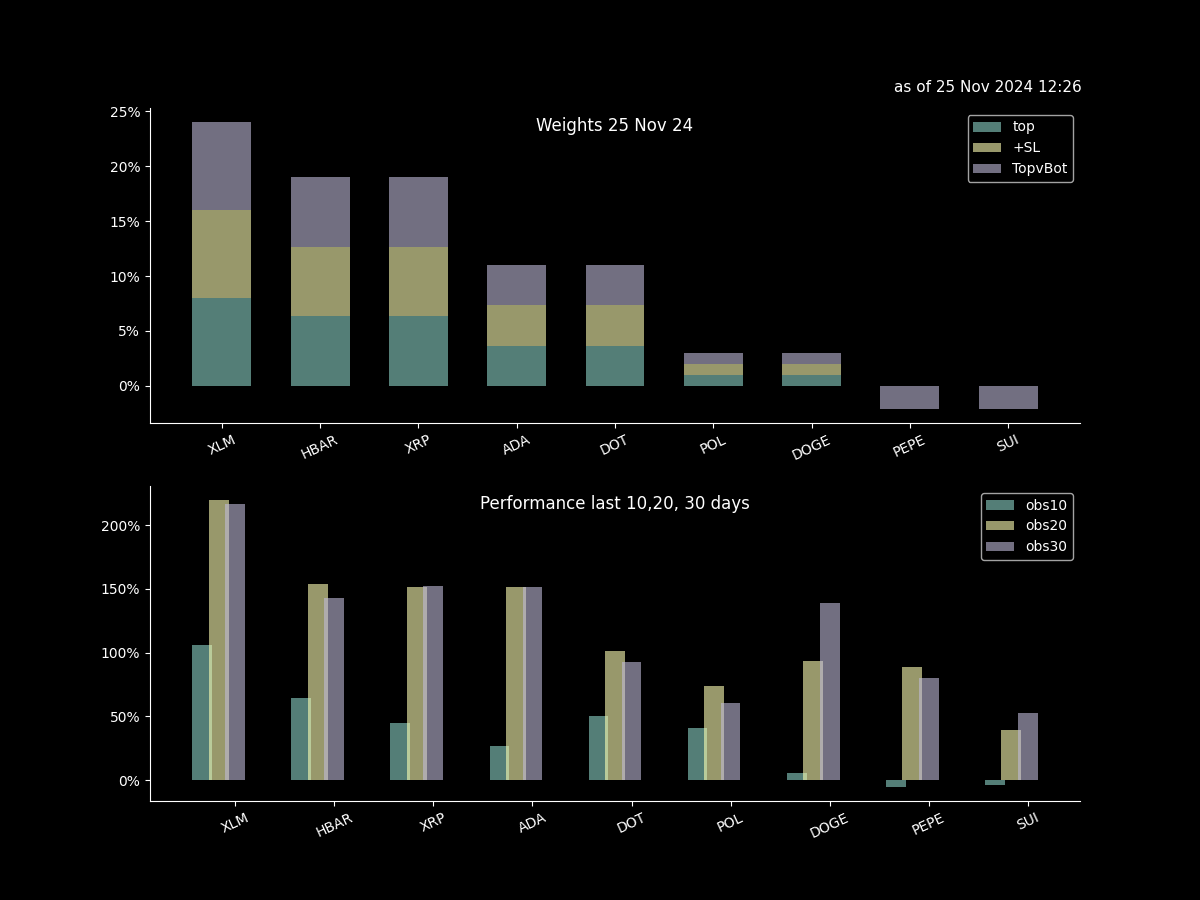 as of 25 Nov 2024 12:26
Weights 25 Nov 24
top
+SL
TopvBot
25%
20%
15%
10%
5%
0%
XLM HBAR XRP ADA DOT POL DOGE PEPE SUI
Performance last 10,20, 30 days
obs10
obs20
obs30
200%
150%
100%
50%
0%
XLM HBAR XRP ADA DOT POL DOGE PEPE SUI